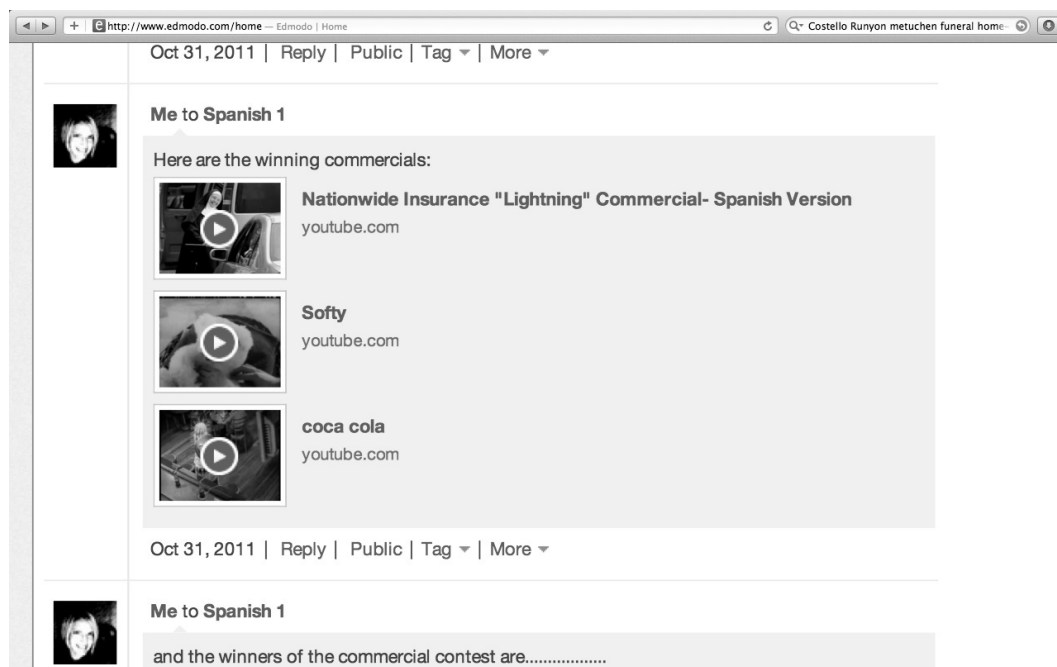 http://www.edmodo.com/home — Edmodo | Home
Costello Runyon metuchen funeral home-
Oct 31, 2011 | Reply | Public | Tag | More
Me to Spanish 1
Here are the winning commercials:
Nationwide Insurance "Lightning" Commercial- Spanish Version
youtube.com
Softy
youtube.com
coca cola
youtube.com
Oct 31, 2011 | Reply | Public | Tag | More
Me to Spanish 1
and the winners of the commercial contest are..................